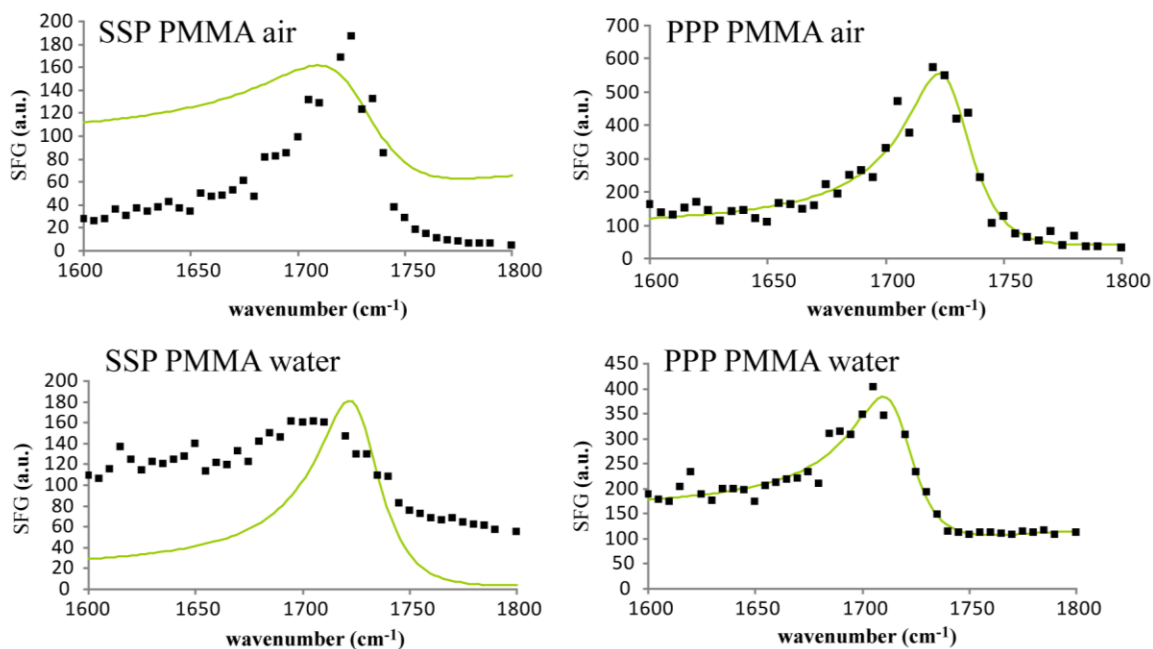 SSP PMMA air
SFG (a.u.)
200
180
160
140
120
100
80
60
40
20
0
1600 1650 1700 1750 1800
wavenumber (cm-1)
PPP PMMA air
SFG (a.u.)
700
600
500
400
300
200
100
0
1600 1650 1700 1750 1800
wavenumber (cm-1)
SSP PMMA water
SFG (a.u.)
200
180
160
140
120
100
80
60
40
20
0
1600 1650 1700 1750 1800
wavenumber (cm-1)
PPP PMMA water
SFG (a.u.)
450
400
350
300
250
200
150
100
50
0
1600 1650 1700 1750 1800
wavenumber (cm-1)